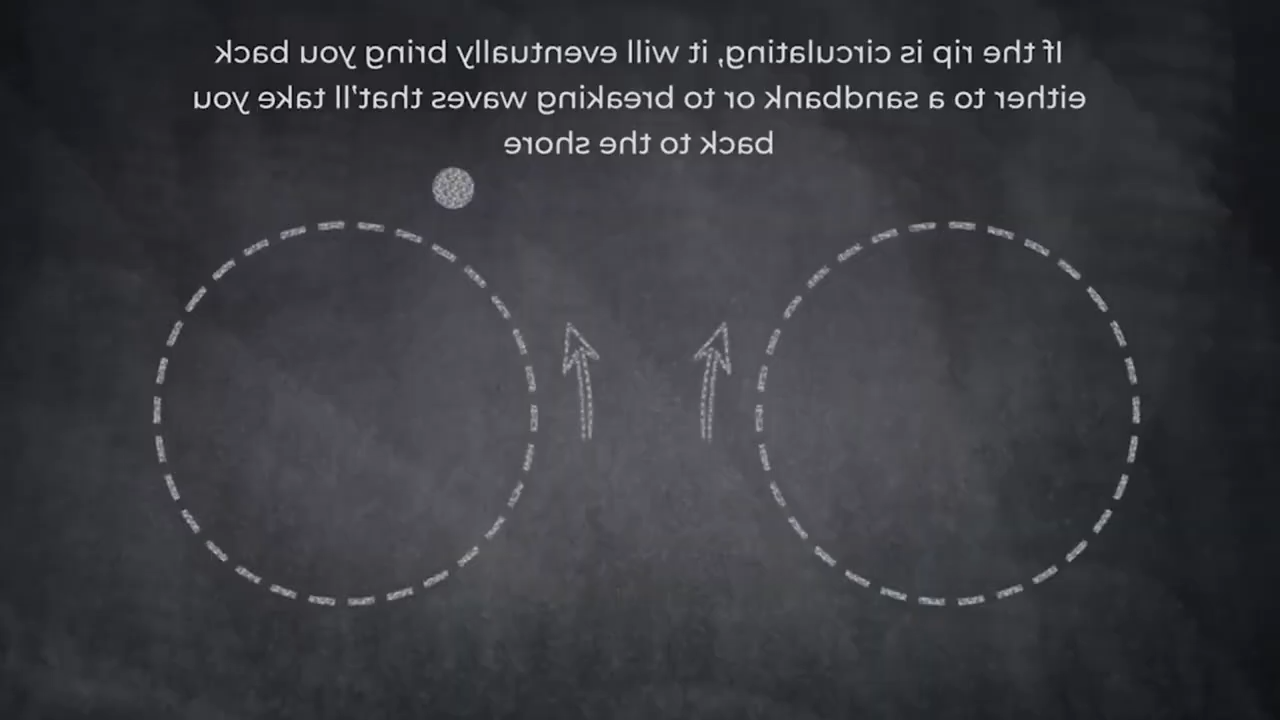 If the rip is circulating, it will eventually bring you back
either to a sandbank or to breaking waves that'll take you
back to the shore